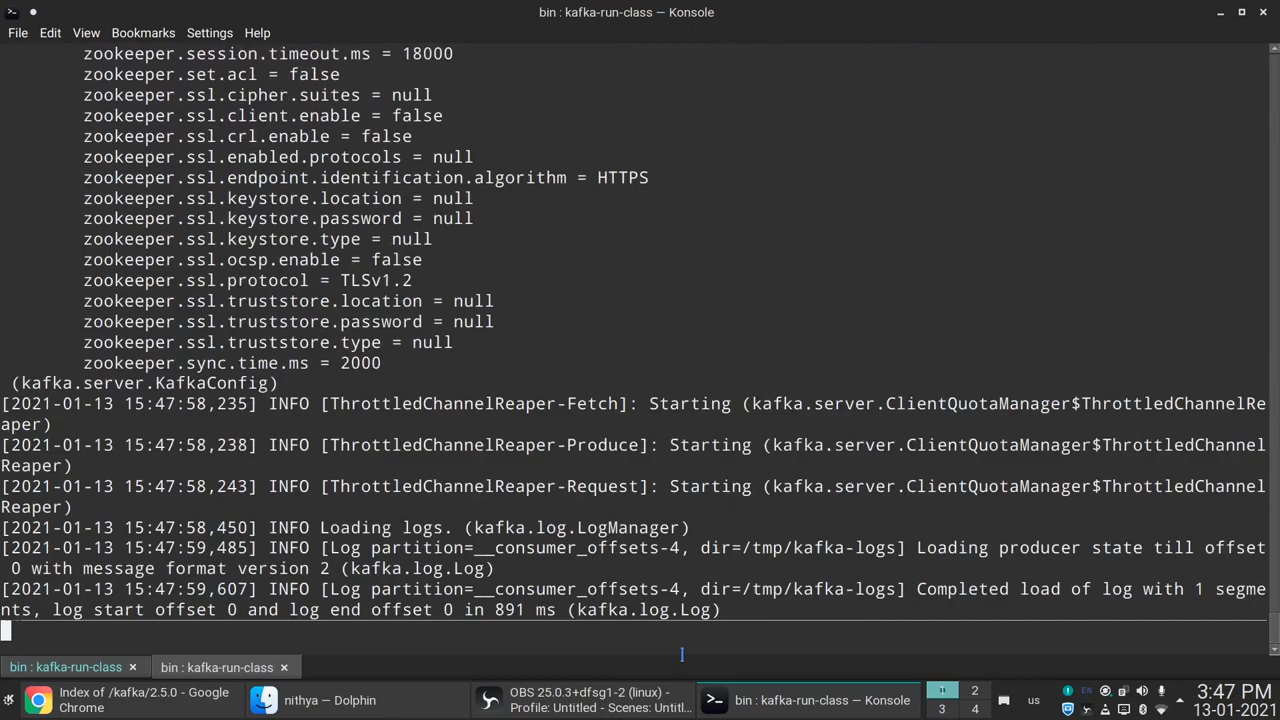 bin : kafka-run-class — Konsole
File Edit View Bookmarks Settings Help
zookeeper.session.timeout.ms = 18000
zookeeper.set.acl = false
zookeeper.ssl.cipher.suites = null
zookeeper.ssl.client.enable = false
zookeeper.ssl.crl.enable = false
zookeeper.ssl.enabled.protocols = null
zookeeper.ssl.endpoint.identification.algorithm = HTTPS
zookeeper.ssl.keystore.location = null
zookeeper.ssl.keystore.password = null
zookeeper.ssl.keystore.type = null
zookeeper.ssl.ocsp.enable = false
zookeeper.ssl.protocol = TLSv1.2
zookeeper.ssl.truststore.location = null
zookeeper.ssl.truststore.password = null
zookeeper.ssl.truststore.type = null
zookeeper.sync.time.ms = 2000
(kafka.server.KafkaConfig)
[2021-01-13 15:47:58,235] INFO [ThrottledChannelReaper-Fetch]: Starting (kafka.server.ClientQuotaManager$ThrottledChannelRe
aper)
[2021-01-13 15:47:58,238] INFO [ThrottledChannelReaper-Produce]: Starting (kafka.server.ClientQuotaManager$ThrottledChannel
Reaper)
[2021-01-13 15:47:58,243] INFO [ThrottledChannelReaper-Request]: Starting (kafka.server.ClientQuotaManager$ThrottledChannel
Reaper)
[2021-01-13 15:47:58,450] INFO Loading logs. (kafka.log.LogManager)
[2021-01-13 15:47:59,485] INFO [Log partition=__consumer_offsets-4, dir=/tmp/kafka-logs] Loading producer state till offset
0 with message format version 2 (kafka.log.Log)
[2021-01-13 15:47:59,607] INFO [Log partition=__consumer_offsets-4, dir=/tmp/kafka-logs] Completed load of log with 1 segme
nts, log start offset 0 and log end offset 0 in 891 ms (kafka.log.Log)
bin : kafka-run-class bin : kafka-run-class
Index of /kafka/2.5.0 - Google
Chrome
nithya — Dolphin
OBS 25.0.3+dfsg1-2 (linux) -
Profile: Untitled - Scenes: Untitl...
bin : kafka-run-class — Konsole
2
3 4
us
EN
3:47 PM
13-01-2021